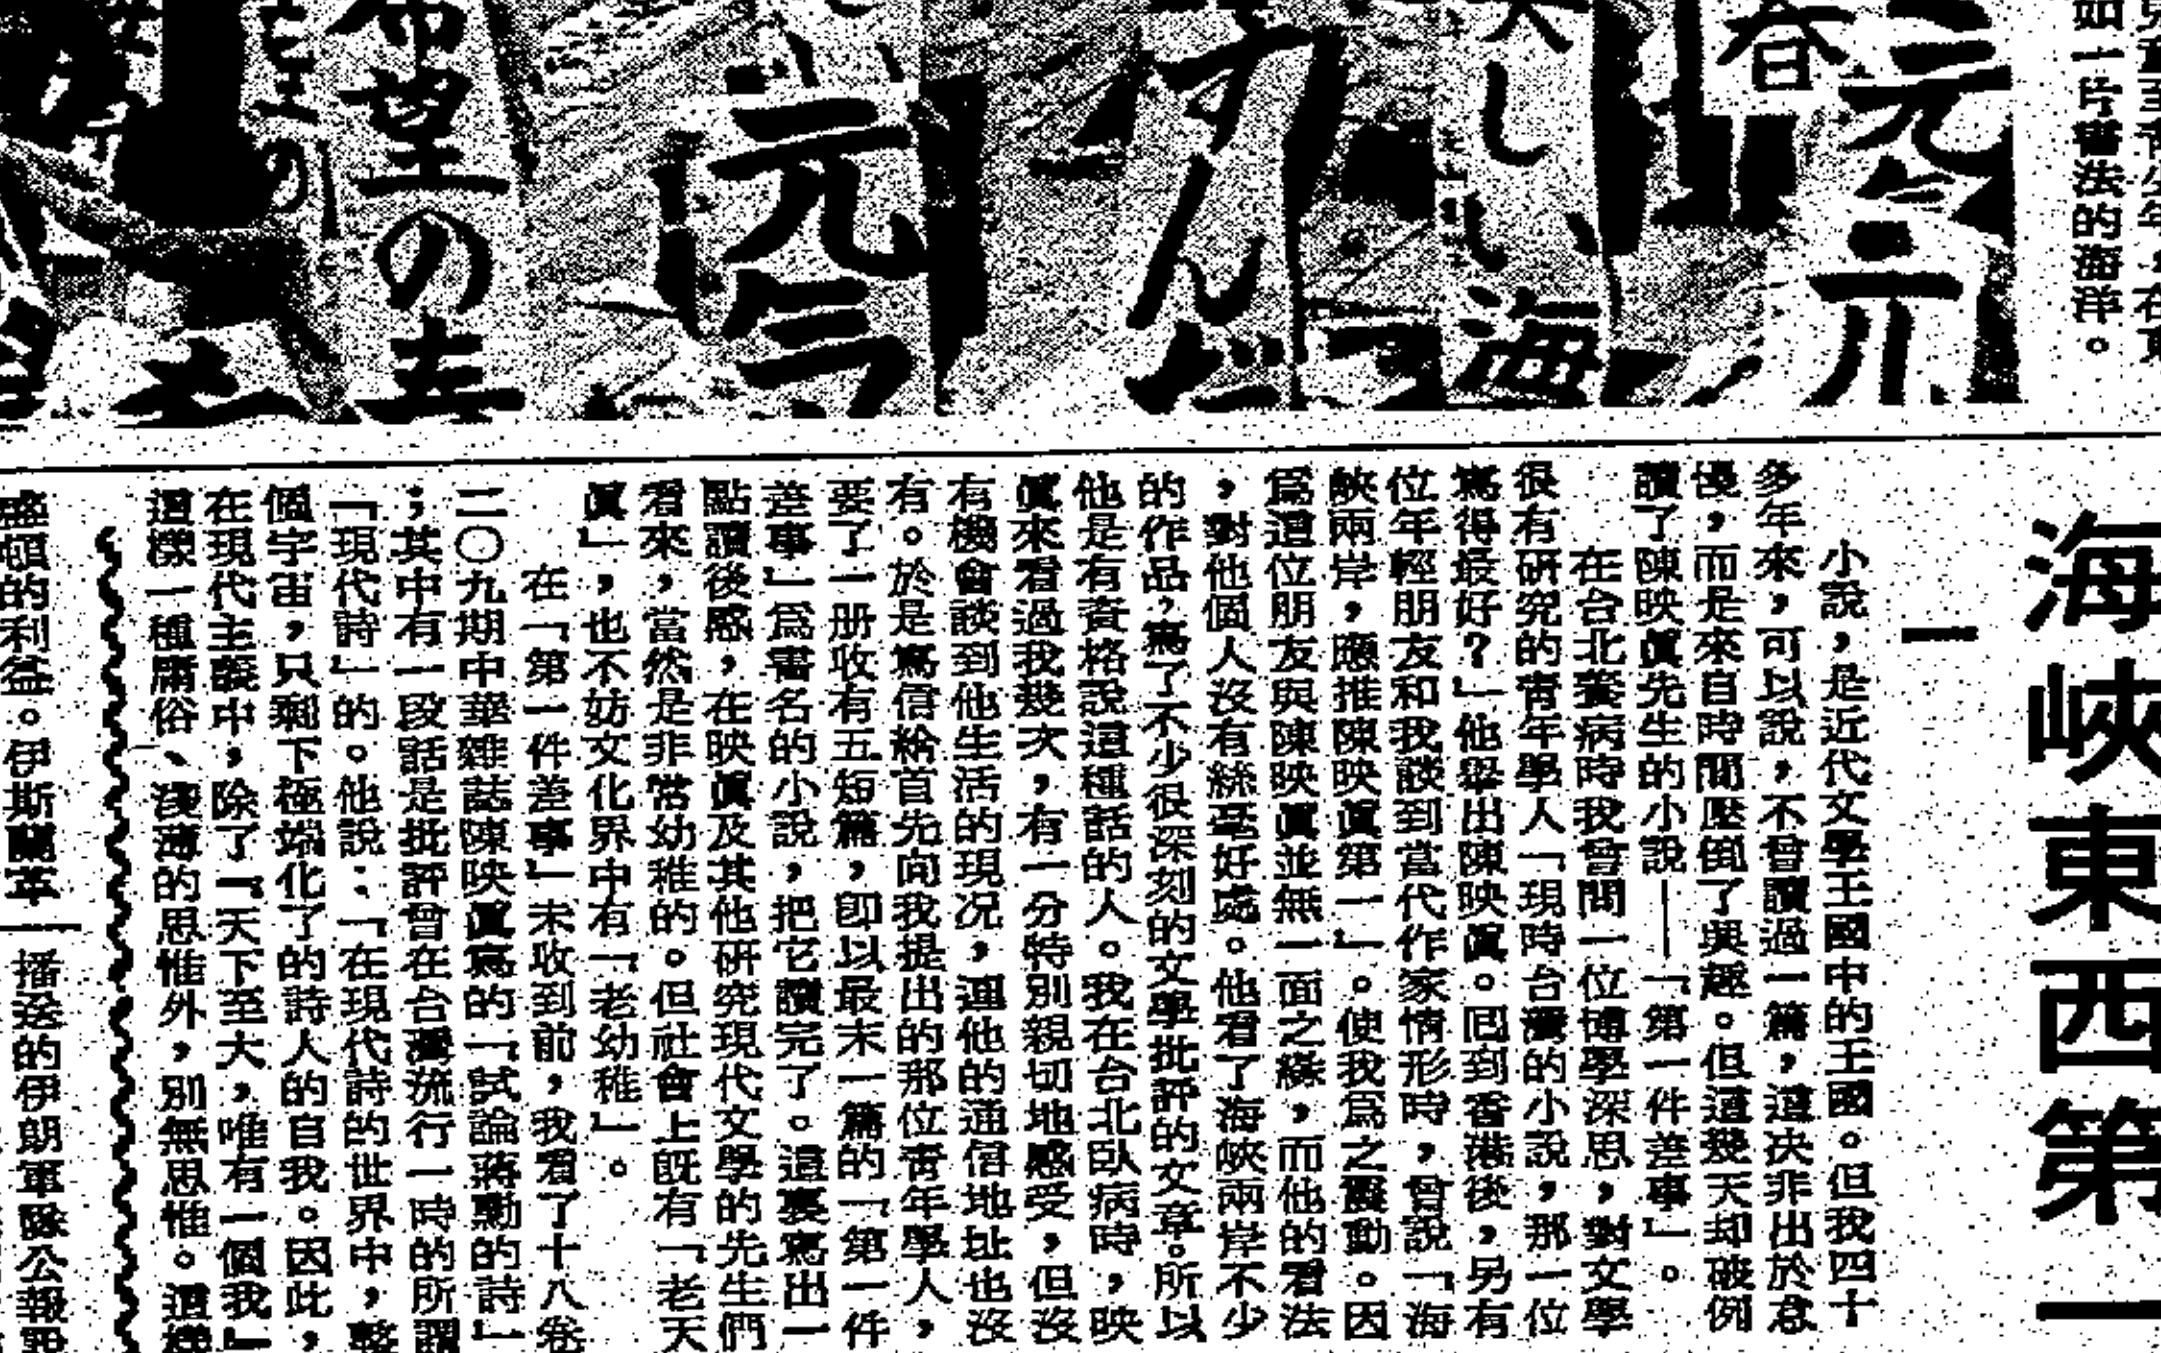 如一片書法的海洋。
春
元气
元气
海
希望の春
海峽東西第一
一
小說，是近代文學王國中的王國。但我四十
多年來，可以說，不曾讀過一篇，這決非出於怠
慢，而是來自時間壓倒了興趣。但這幾天却破例
讀了陳映眞先生的小說——「第一件差事」。
在台北養病時我曾問一位博學深思，對文學
很有研究的青年學人「現時台灣的小說，那一位
寫得最好？」他舉出陳映眞。回到香港後，另有
位年輕朋友和我談到當代作家情形時，曾說「海
峽兩岸，應推陳映眞第一」。使我爲之震動。因
爲這位朋友與陳映眞並無一面之緣，而他的看法
，對他個人沒有絲毫好處。他看了海峽兩岸不少
的作品，寫了不少很深刻的文學批評的文章。所以
他是有資格說這種話的人。我在台北臥病時，映
眞來看過我幾次，有一分特別親切地感受，但沒
有機會談到他生活的現況，連他的通信地址也沒
有。於是寫信給首先向我提出的那位青年學人，
要了一册收有五短篇，卽以最末一篇的「第一件
差事」爲書名的小說，把它讀完了。這裏寫出一
點讀後感，在映眞及其他研究現代文學的先生們
看來，當然是非常幼稚的。但社會上旣有「老天
眞」，也不妨文化界中有「老幼稚」。
在「第一件差事」未收到前，我看了十八卷
二〇九期中華雜誌陳映眞寫的「試論蔣勳的詩」
；其中有一段話是批評曾在台灣流行一時的所謂
「現代詩」的。他說：「在現代詩的世界中，整
個宇宙，只剩下極端化了的詩人的自我。因此，
在現代主義中，除了『天下至大，唯有一個我』
這樣一種庸俗、淺薄的思惟外，別無思惟。這樣
盛頓的利益。伊斯蘭革
播送的伊朗軍隊公報說